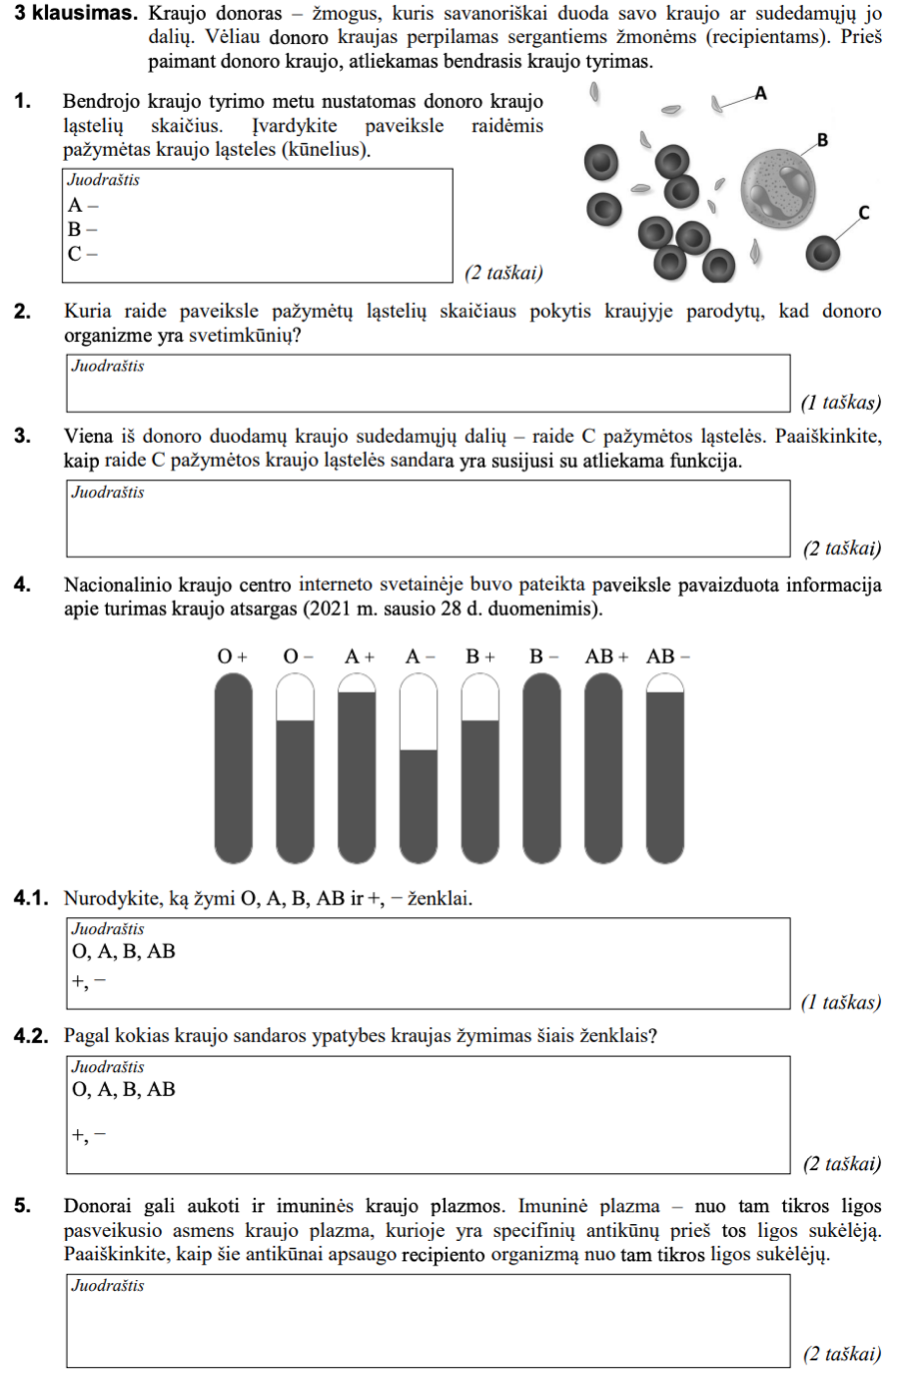 3 klausimas. Kraujo donoras – žmogus, kuris savanoriškai duoda savo kraujo ar sudedamųjų jo
dalių. Vėliau donoro kraujas perpilamas sergantiems žmonėms (recipientams). Prieš
paimant donoro kraujo, atliekamas bendrasis kraujo tyrimas.
1. Bendrojo kraujo tyrimo metu nustatomas donoro kraujo
ląstelių skaičius. Įvardykite paveiksle raidėmis
pažymėtas kraujo ląsteles (kūnelius).
Juodraštis
A –
B –
C –
(2 taškai)
A
B
C
2. Kuria raide paveiksle pažymėtų ląstelių skaičiaus pokytis kraujyje parodytų, kad donoro
organizme yra svetimkūnių?
Juodraštis
(1 taškas)
3. Viena iš donoro duodamų kraujo sudedamųjų dalių – raide C pažymėtos ląstelės. Paaiškinkite,
kaip raide C pažymėtos kraujo ląstelės sandara yra susijusi su atliekama funkcija.
Juodraštis
(2 taškai)
4. Nacionalinio kraujo centro interneto svetainėje buvo pateikta paveiksle pavaizduota informacija
apie turimas kraujo atsargas (2021 m. sausio 28 d. duomenimis).
O + O – A + A – B + B – AB + AB –
4.1. Nurodykite, ką žymi O, A, B, AB ir +, – ženklai.
Juodraštis
O, A, B, AB
+, –
(1 taškas)
4.2. Pagal kokias kraujo sandaros ypatybes kraujas žymimas šiais ženklais?
Juodraštis
O, A, B, AB
+, –
(2 taškai)
5. Donorai gali aukoti ir imuninės kraujo plazmos. Imuninė plazma – nuo tam tikros ligos
pasveikusio asmens kraujo plazma, kurioje yra specifinių antikūnų prieš tos ligos sukėlėją.
Paaiškinkite, kaip šie antikūnai apsaugo recipiento organizmą nuo tam tikros ligos sukėlėjų.
Juodraštis
(2 taškai)